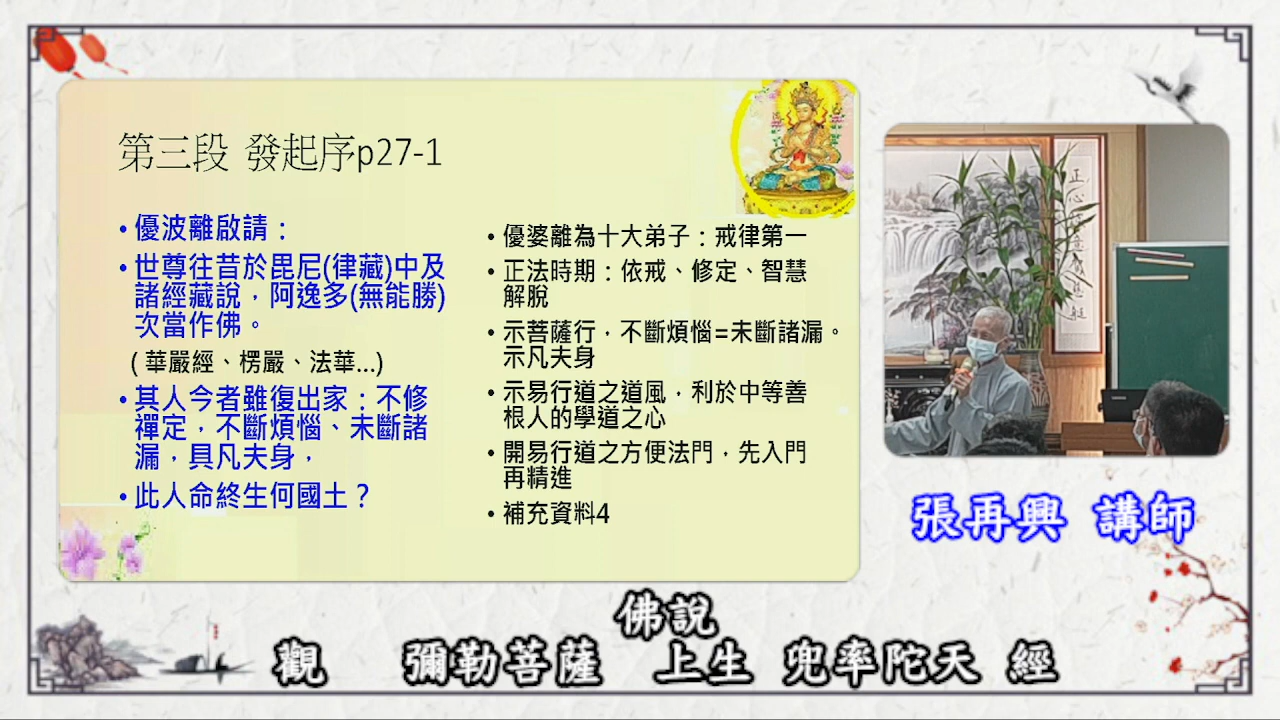 第三段 發起序p27-1
• 優波離啟請：
• 世尊往昔於毘尼(律藏)中及
諸經藏說，阿逸多(無能勝)
次當作佛。
( 華嚴經、楞嚴、法華...)
• 其人今者雖復出家：不修
禪定，不斷煩惱、未斷諸
漏，具凡夫身，
• 此人命終生何國土？
• 優婆離為十大弟子：戒律第一
• 正法時期：依戒、修定、智慧
解脫
• 示菩薩行，不斷煩惱=未斷諸漏。
示凡夫身
• 示易行道之道風，利於中等善
根人的學道之心
• 開易行道之方便法門，先入門
再精進
• 補充資料4
正心
張再興 講師
佛說
觀 彌勒菩薩 上生 兜率陀天 經